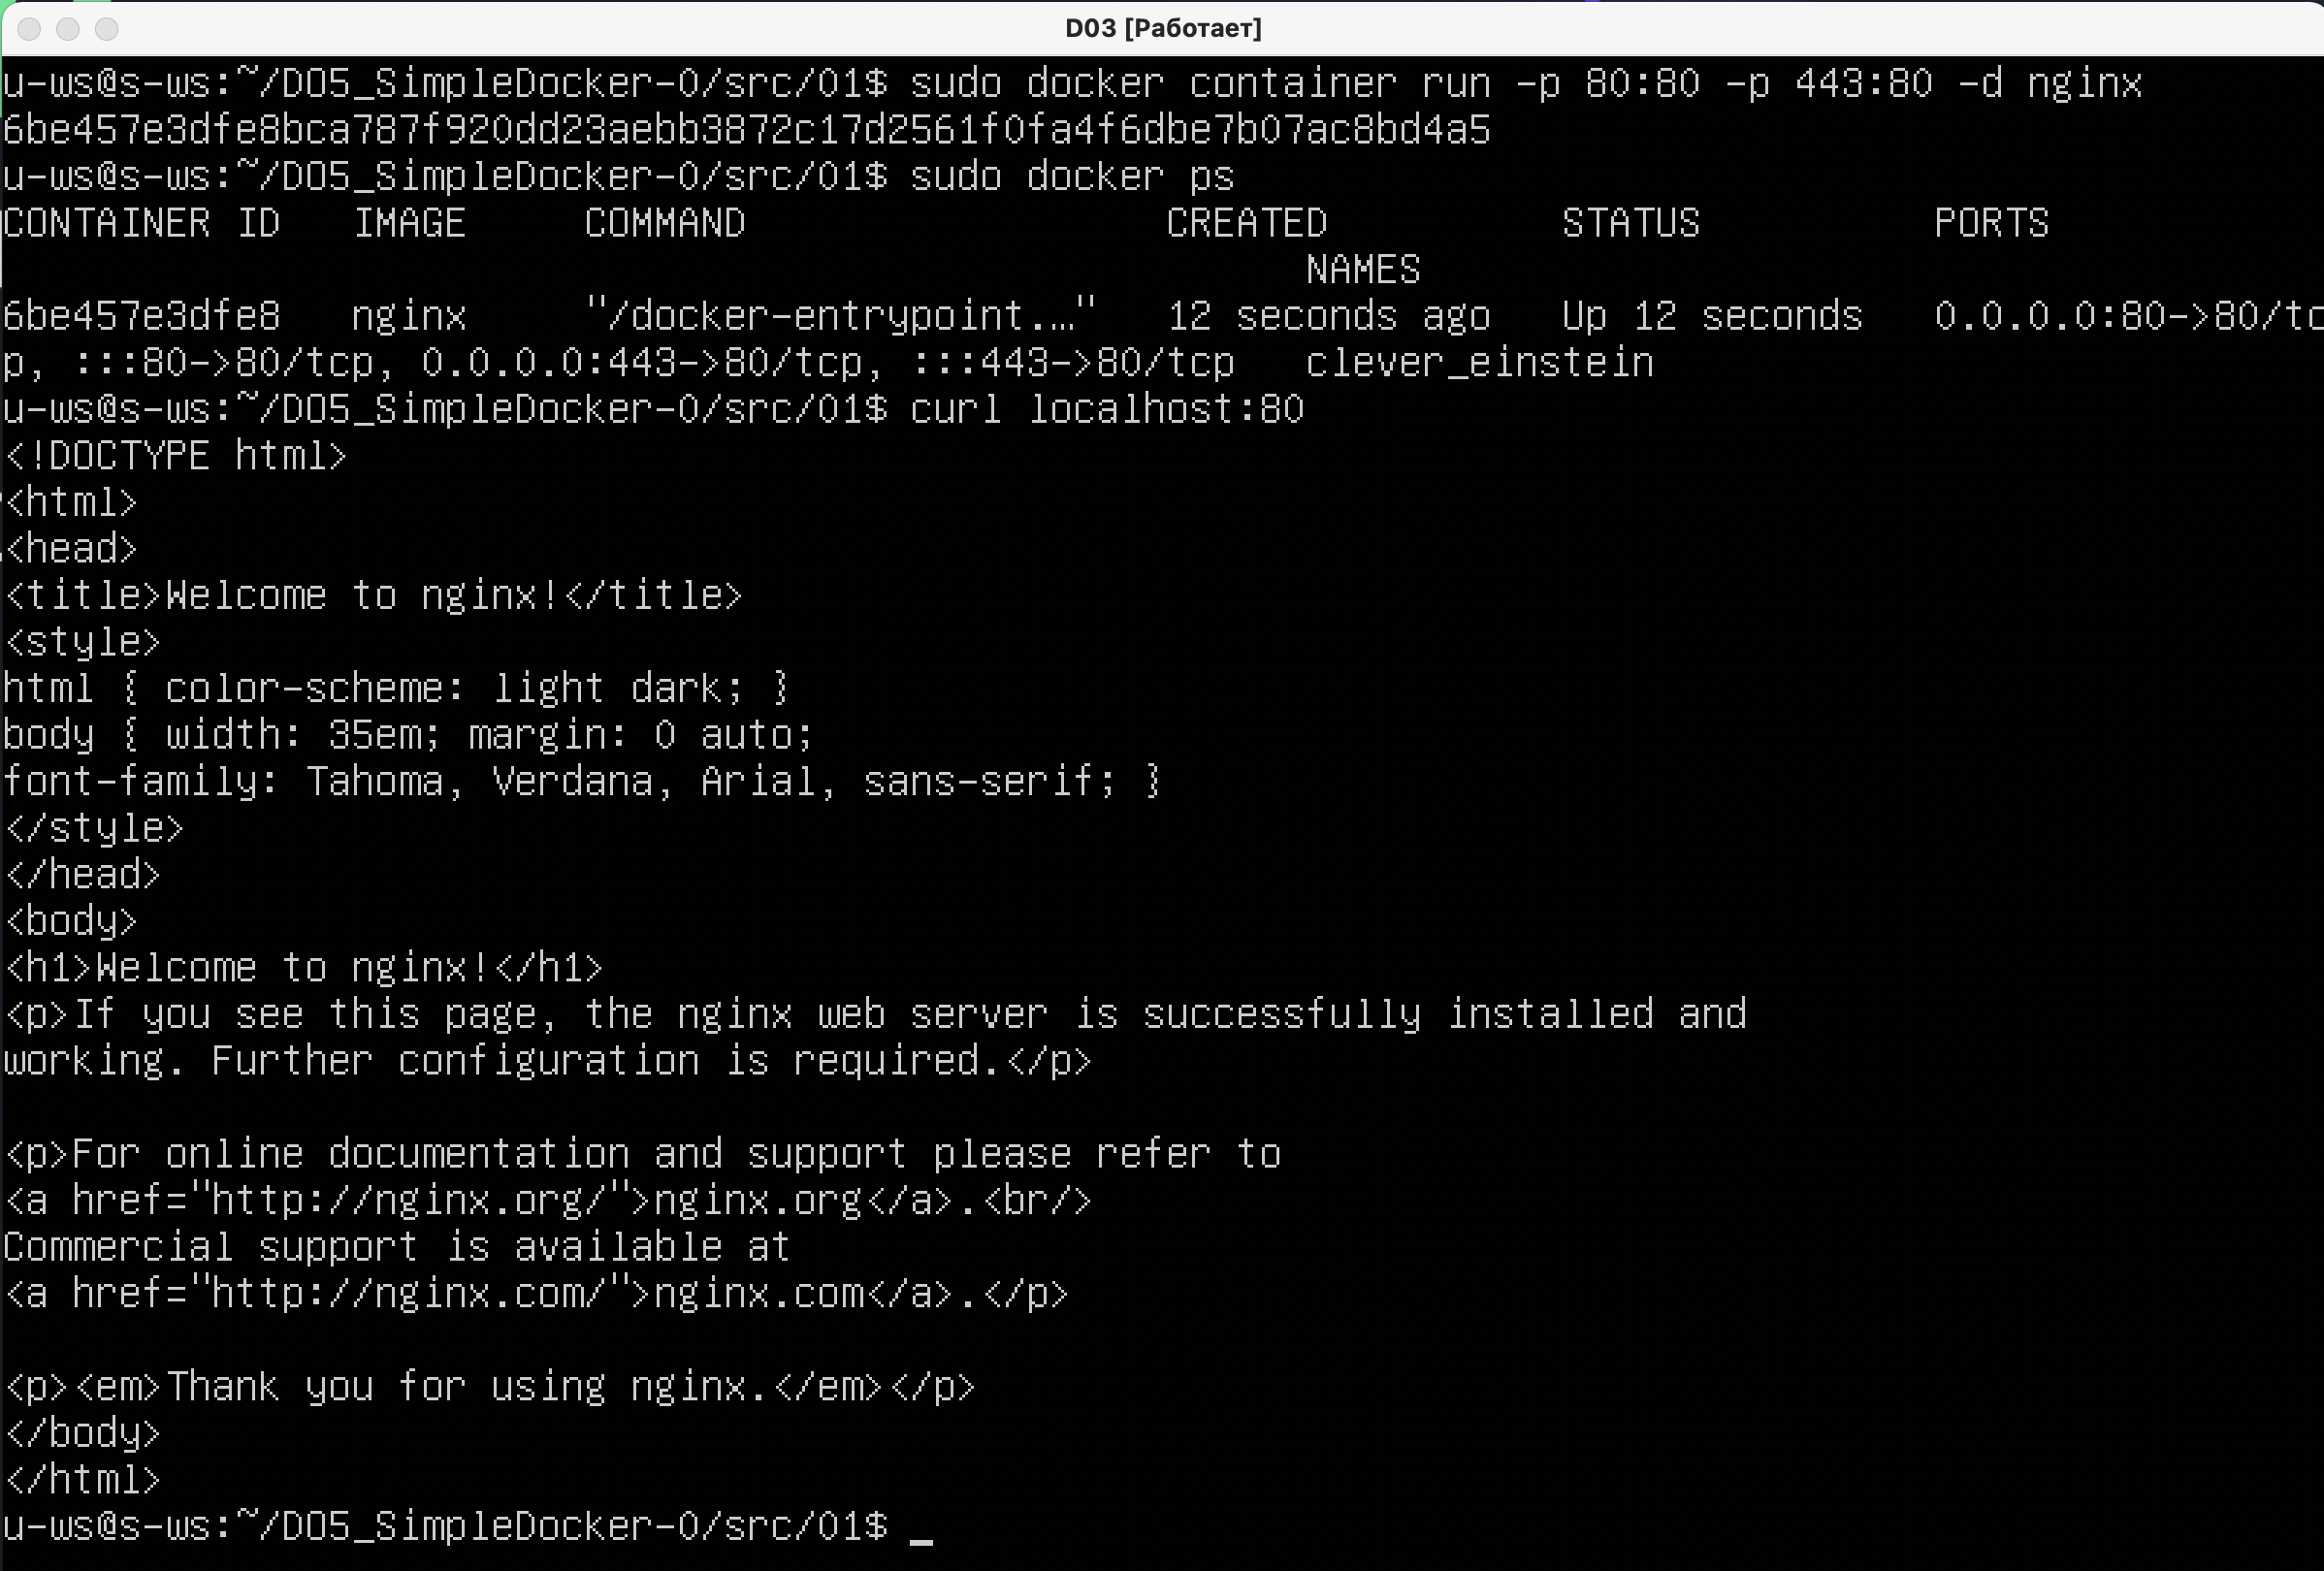 D03 [Работает]
u-ws@s-ws:~/DO5_SimpleDocker-0/src/01$ sudo docker container run -p 80:80 -p 443:80 -d nginx
6be457e3dfe8bca787f920dd23aebb3872c17d2561f0fa4f6dbe7b07ac8bd4a5
u-ws@s-ws:~/DO5_SimpleDocker-0/src/01$ sudo docker ps
CONTAINER ID   IMAGE     COMMAND                  CREATED          STATUS          PORTS
NAMES
6be457e3dfe8   nginx     "/docker-entrypoint.…"   12 seconds ago   Up 12 seconds   0.0.0.0:80->80/tc
p, :::80->80/tcp, 0.0.0.0:443->80/tcp, :::443->80/tcp   clever_einstein
u-ws@s-ws:~/DO5_SimpleDocker-0/src/01$ curl localhost:80
<!DOCTYPE html>
<html>
<head>
<title>Welcome to nginx!</title>
<style>
html { color-scheme: light dark; }
body { width: 35em; margin: 0 auto;
font-family: Tahoma, Verdana, Arial, sans-serif; }
</style>
</head>
<body>
<h1>Welcome to nginx!</h1>
<p>If you see this page, the nginx web server is successfully installed and
working. Further configuration is required.</p>

<p>For online documentation and support please refer to
<a href="http://nginx.org/">nginx.org</a>.<br/>
Commercial support is available at
<a href="http://nginx.com/">nginx.com</a>.</p>

<p><em>Thank you for using nginx.</em></p>
</body>
</html>
u-ws@s-ws:~/DO5_SimpleDocker-0/src/01$ _